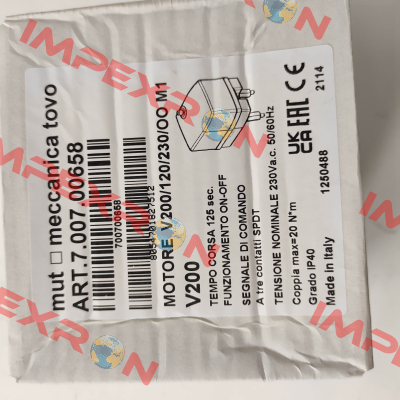 mut meccanica tovo
ART.7.007.00658
700700658
MOTORE V200/120/230/OO M1
V200
TEMPO CORSA 125 sec.
FUNZIONAMENTO ON-OFF
SEGNALE DI COMANDO
A tre contatti SPDT
TENSIONE NOMINALE 230Va.c. 50/60Hz
Coppia max=20 N*m
Grado IP40
Made in Italy
1250488
UK CA EAC CE
2114
IMPEXRON
IMPEXRON
IMPEXRON